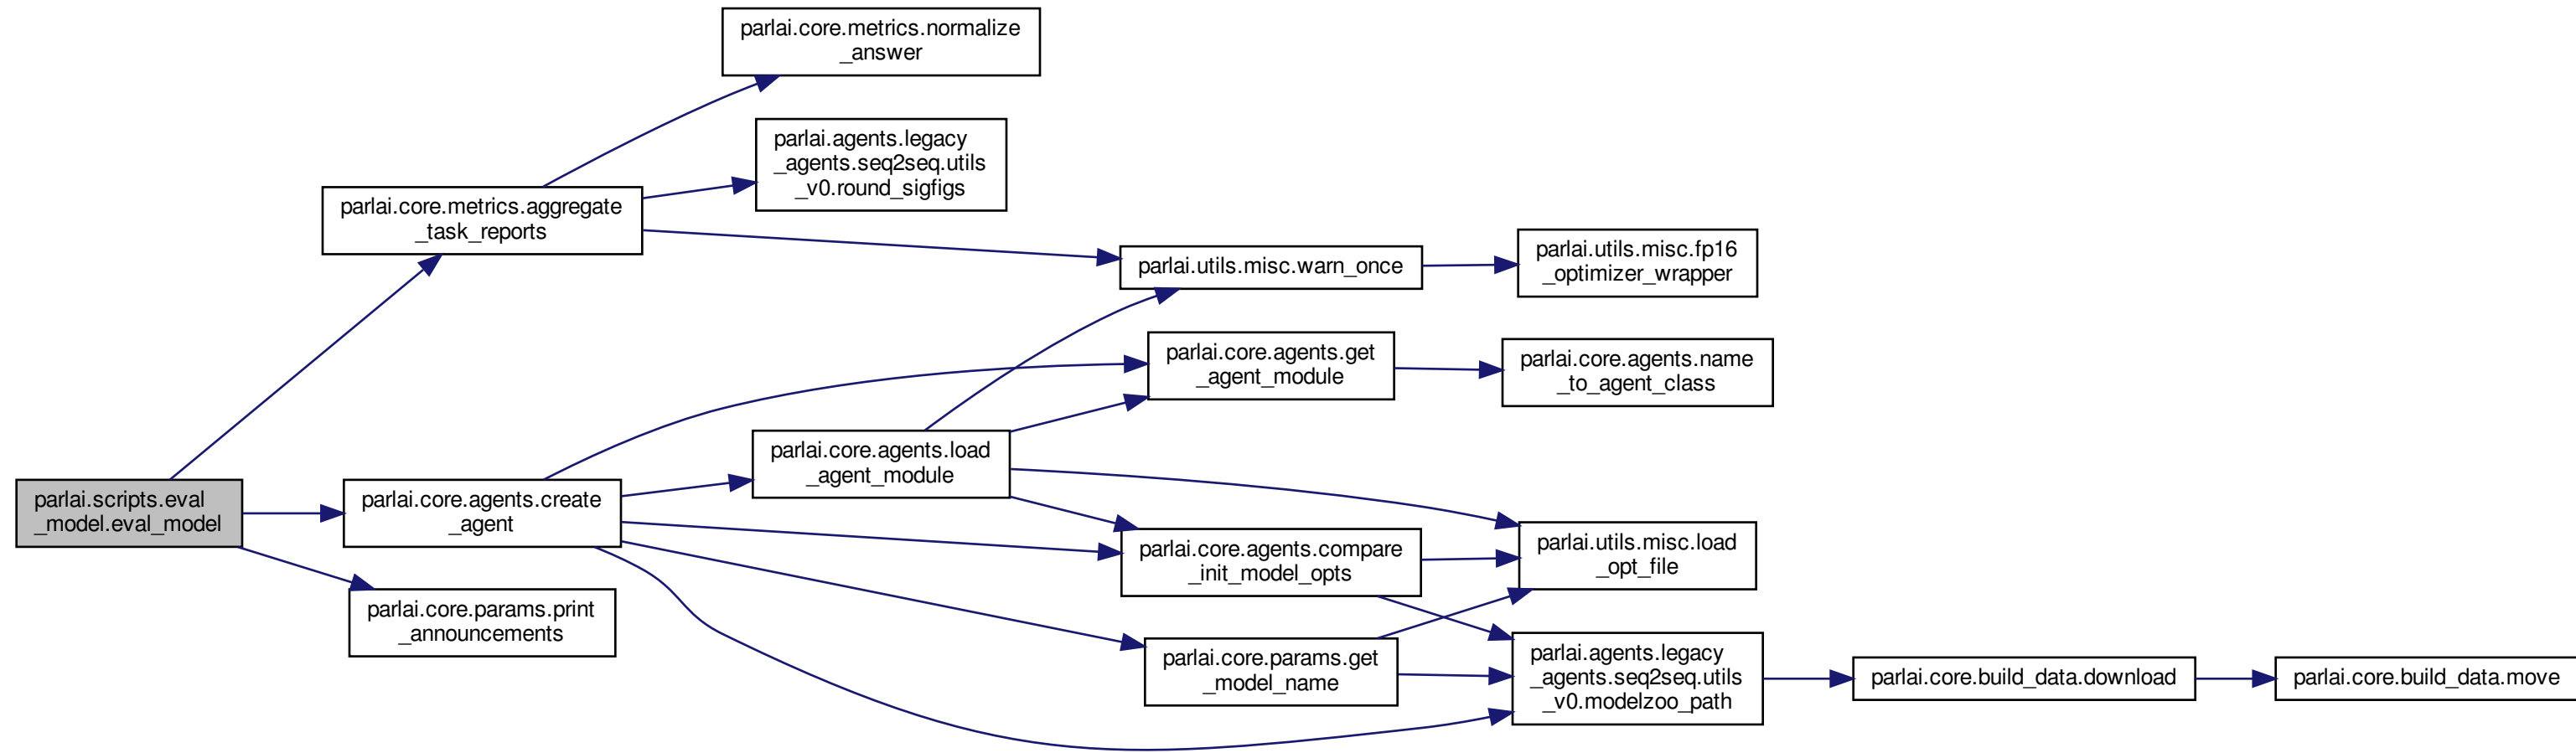 parlai.core.metrics.normalize
_answer
parlai.agents.legacy
_agents.seq2seq.utils
_v0.round_sigfigs
parlai.core.metrics.aggregate
_task_reports
parlai.utils.misc.warn_once
parlai.utils.misc.fp16
_optimizer_wrapper
parlai.core.agents.get
_agent_module
parlai.core.agents.name
_to_agent_class
parlai.core.agents.load
_agent_module
parlai.scripts.eval
_model.eval_model
parlai.core.agents.create
_agent
parlai.core.agents.compare
_init_model_opts
parlai.utils.misc.load
_opt_file
parlai.core.params.print
_announcements
parlai.core.params.get
_model_name
parlai.agents.legacy
_agents.seq2seq.utils
_v0.modelzoo_path
parlai.core.build_data.download
parlai.core.build_data.move